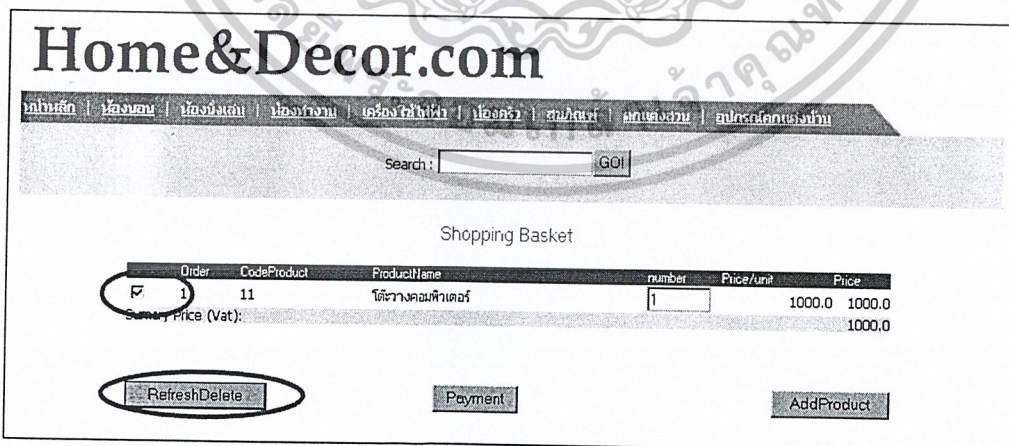 Home&Decor.com
หน้าหลัก | ห้องนอน | ห้องนั่งเล่น | ห้องทำงาน | เครื่องใช้ไฟฟ้า | ห้องครัว | สุขภัณฑ์ | ตกแต่งสวน | อุปกรณ์ตกแต่งบ้าน
Search : GO!
Shopping Basket
Order CodeProduct ProductName number Price/unit Price
1 11 โต๊ะวางคอมพิวเตอร์ 1 1000.0 1000.0
Price (Vat): 1000.0
RefreshDelete Payment AddProduct